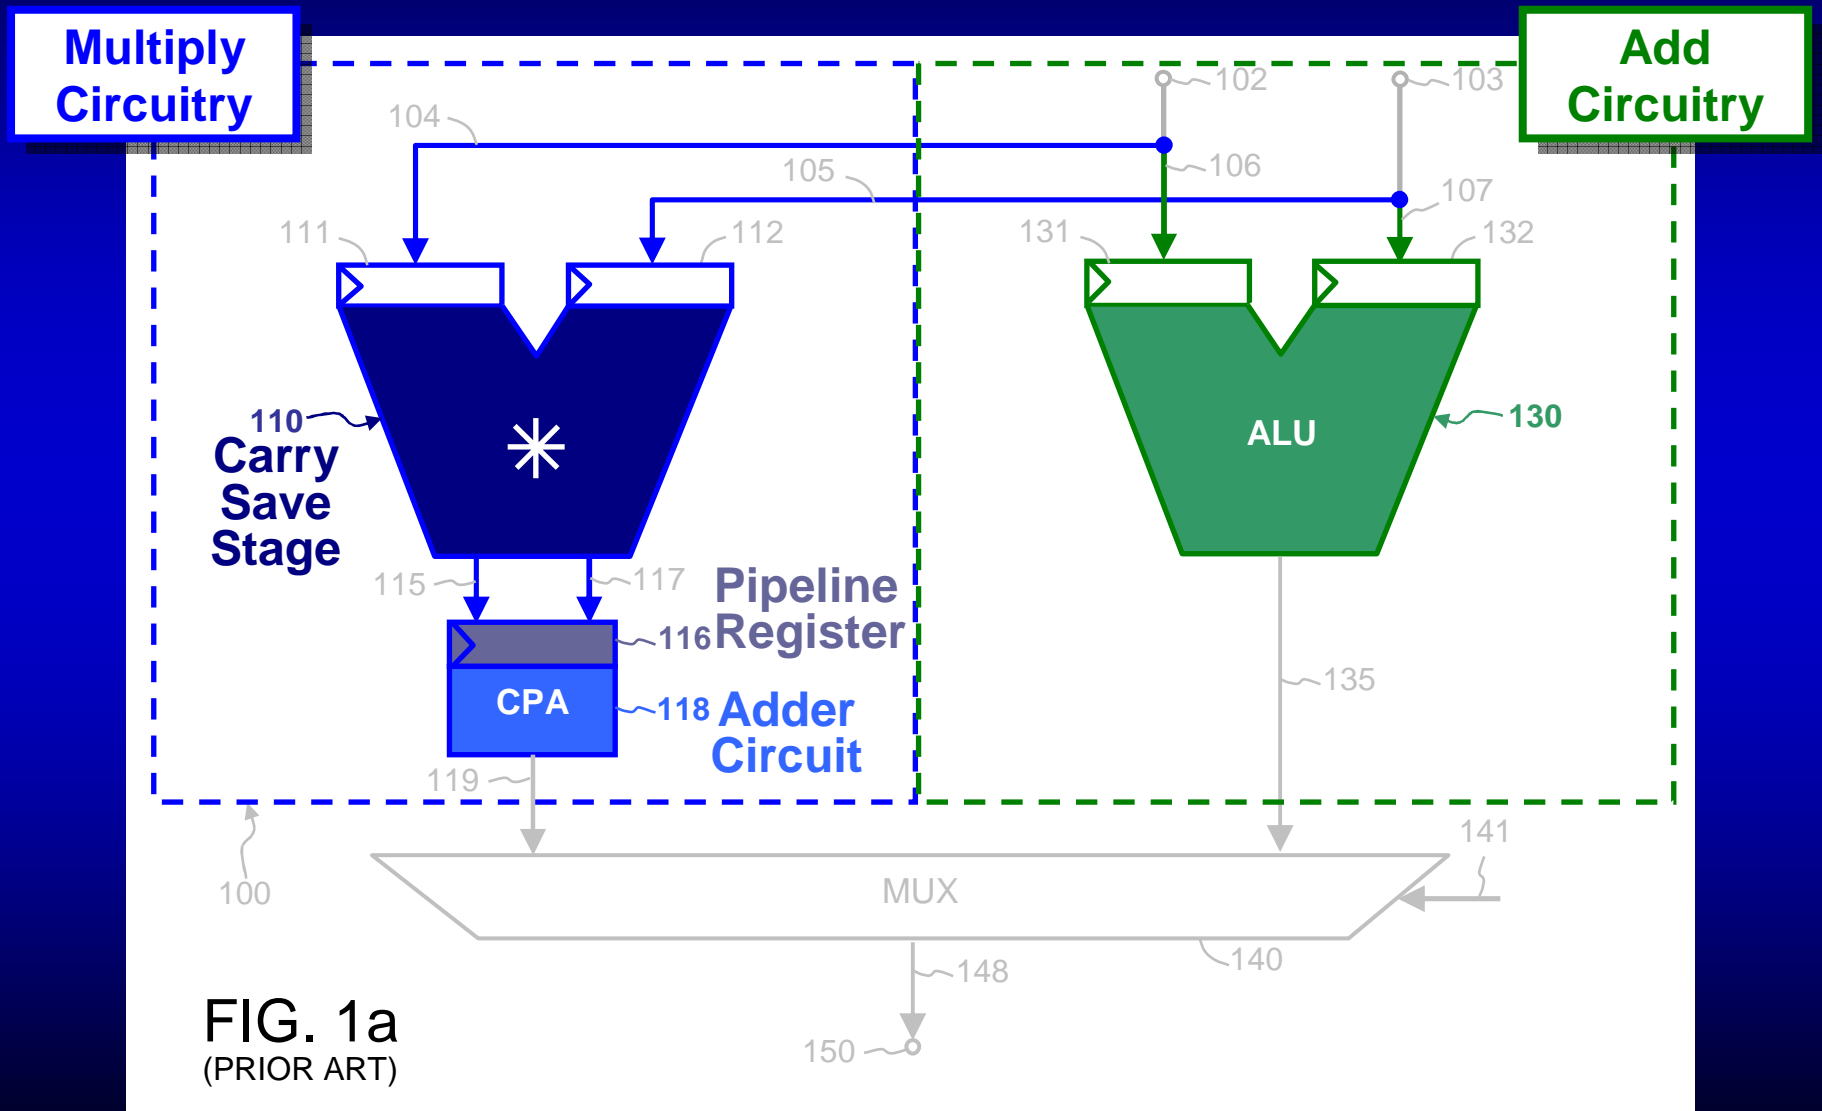 Multiply
Circuitry
Add
Circuitry
102
103
104
105
106
107
111
112
131
132
110
Carry
Save
Stage
ALU
130
115
117
Pipeline
116 Register
CPA
118 Adder
Circuit
135
119
100
141
MUX
140
148
150
FIG. 1a
(PRIOR ART)